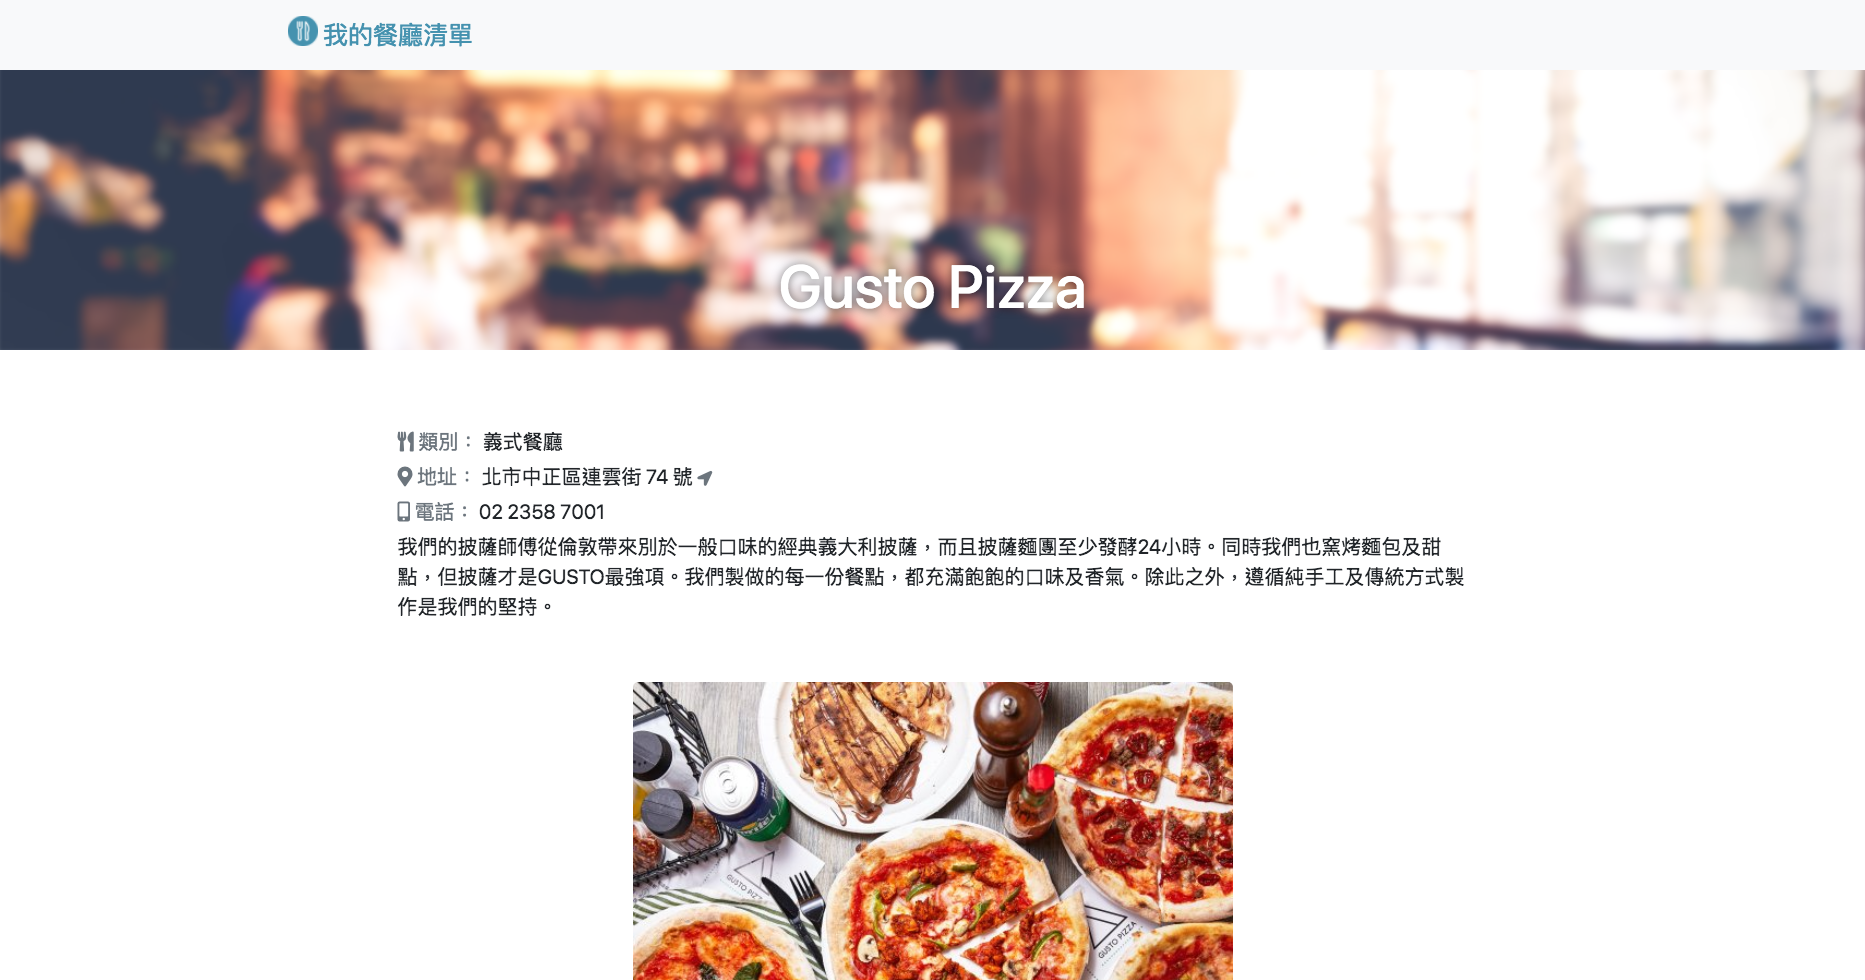 我的餐廳清單
Gusto Pizza
類別： 義式餐廳
地址： 北市中正區連雲街 74 號
電話： 02 2358 7001
我們的披薩師傅從倫敦帶來別於一般口味的經典義大利披薩，而且披薩麵團至少發酵24小時。同時我們也窯烤麵包及甜
點，但披薩才是GUSTO最強項。我們製做的每一份餐點，都充滿飽飽的口味及香氣。除此之外，遵循純手工及傳統方式製
作是我們的堅持。
GUSTO PIZZ
GUSTO PIZZA